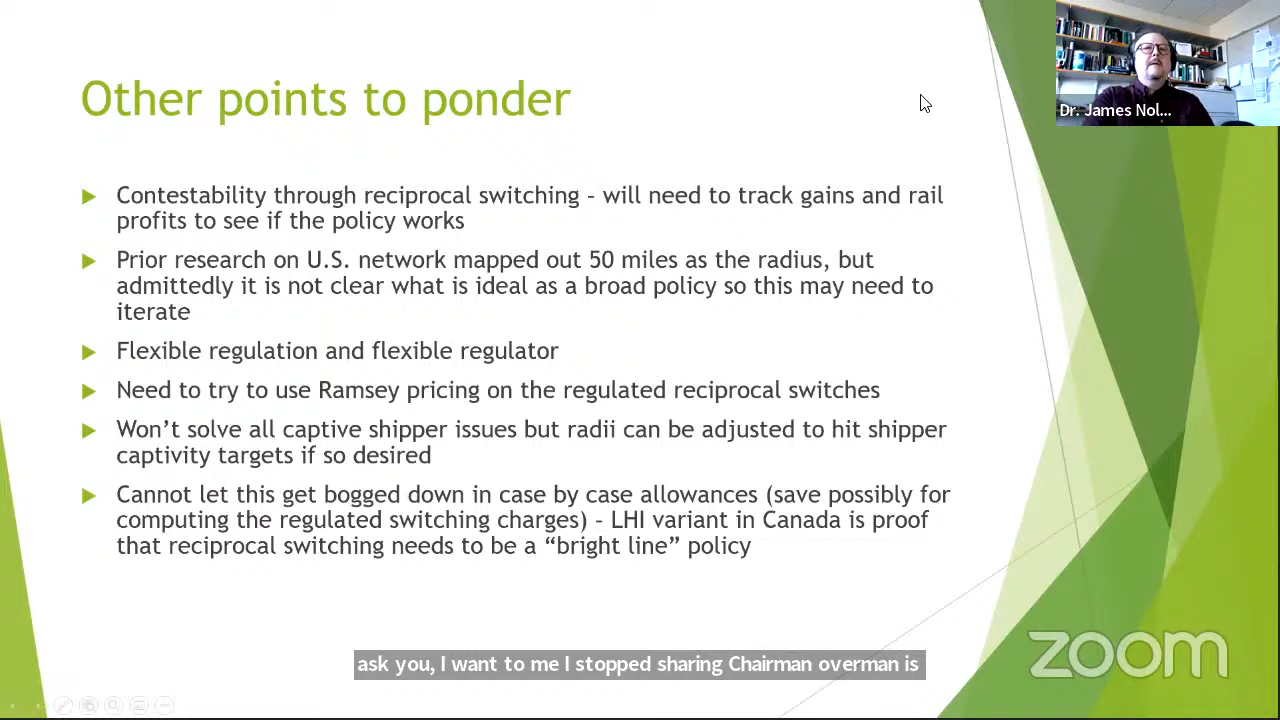 Other points to ponder
Dr. James Nol...
Contestability through reciprocal switching – will need to track gains and rail
profits to see if the policy works
Prior research on U.S. network mapped out 50 miles as the radius, but
admittedly it is not clear what is ideal as a broad policy so this may need to
iterate
Flexible regulation and flexible regulator
Need to try to use Ramsey pricing on the regulated reciprocal switches
Won’t solve all captive shipper issues but radii can be adjusted to hit shipper
captivity targets if so desired
Cannot let this get bogged down in case by case allowances (save possibly for
computing the regulated switching charges) – LHI variant in Canada is proof
that reciprocal switching needs to be a “bright line” policy
ask you, I want to me I stopped sharing Chairman overman is
zoom